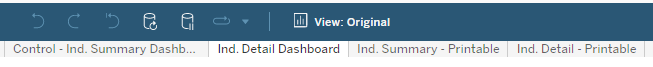 View: Original
Control - Ind. Summary Dashb... Ind. Detail Dashboard Ind. Summary - Printable Ind. Detail - Printable